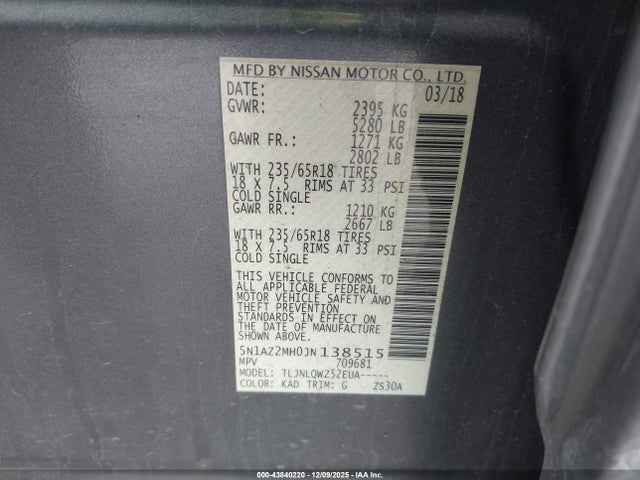 MFD BY NISSAN MOTOR CO., LTD.
DATE: 03/18
GVWR: 2395 KG
5280 LB
GAWR FR.: 1271 KG
2802 LB
WITH 235/65R18 TIRES
18 X 7.5 RIMS AT 33 PSI
COLD SINGLE
GAWR RR.: 1210 KG
2667 LB
WITH 235/65R18 TIRES
18 X 7.5 RIMS AT 33 PSI
COLD SINGLE
THIS VEHICLE CONFORMS TO
ALL APPLICABLE FEDERAL
MOTOR VEHICLE SAFETY AND
THEFT PREVENTION
STANDARDS IN EFFECT ON
THE DATE OF MANUFACTURE
SHOWN ABOVE.
5N1AZ2MH0JN138515
MPV 709681
MODEL: TLJNLQWZ52EUA-----
COLOR: KAD TRIM: G ZS30A
000-43840220 - 12/09/2025 - IAA Inc.